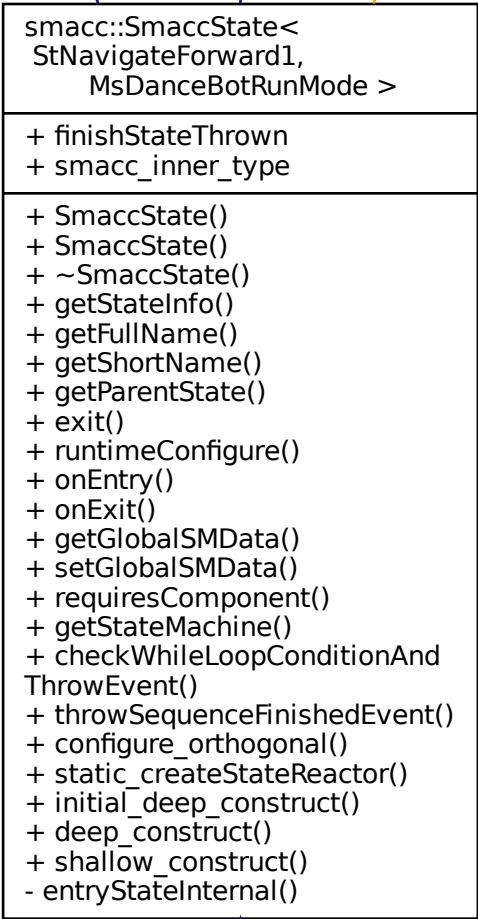 smacc::SmaccState<
StNavigateForward1,
MsDanceBotRunMode >
+ finishStateThrown
+ smacc_inner_type
+ SmaccState()
+ SmaccState()
+ ~SmaccState()
+ getStateInfo()
+ getFullName()
+ getShortName()
+ getParentState()
+ exit()
+ runtimeConfigure()
+ onEntry()
+ onExit()
+ getGlobalSMData()
+ setGlobalSMData()
+ requiresComponent()
+ getStateMachine()
+ checkWhileLoopConditionAnd
ThrowEvent()
+ throwSequenceFinishedEvent()
+ configure_orthogonal()
+ static_createStateReactor()
+ initial_deep_construct()
+ deep_construct()
+ shallow_construct()
- entryStateInternal()